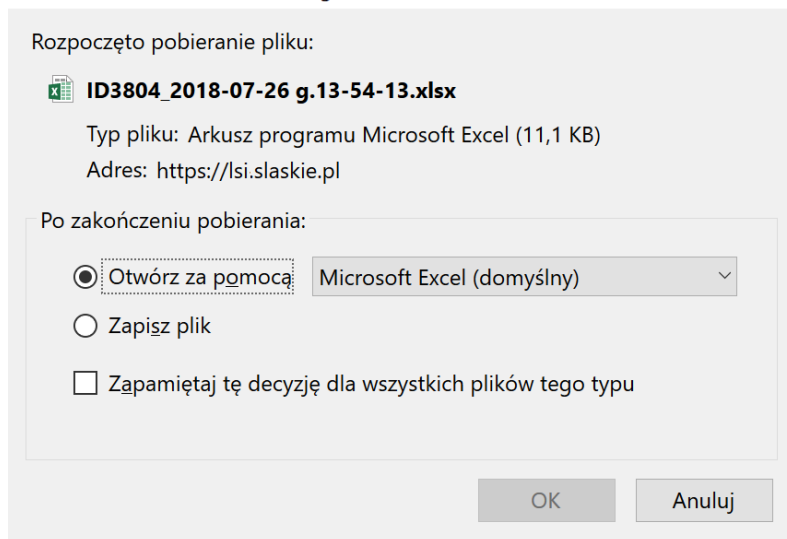 Rozpoczęto pobieranie pliku:
ID3804_2018-07-26 g.13-54-13.xlsx
Typ pliku: Arkusz programu Microsoft Excel (11,1 KB)
Adres: https://lsi.slaskie.pl
Po zakończeniu pobierania:
Otwórz za pomocą Microsoft Excel (domyślny)
Zapisz plik
Zapamiętaj tę decyzję dla wszystkich plików tego typu
OK Anuluj